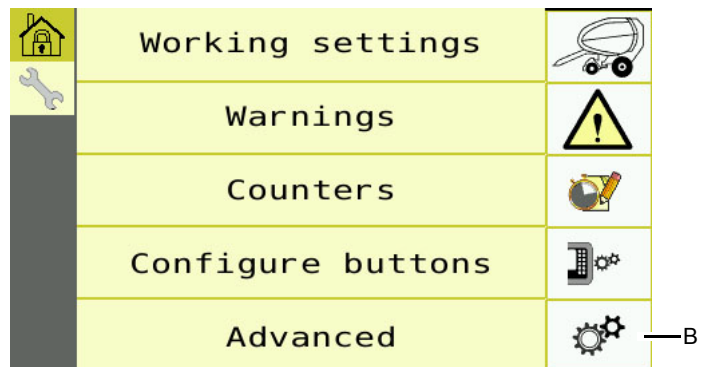 Working settings
Warnings
Counters
Configure buttons
Advanced
B